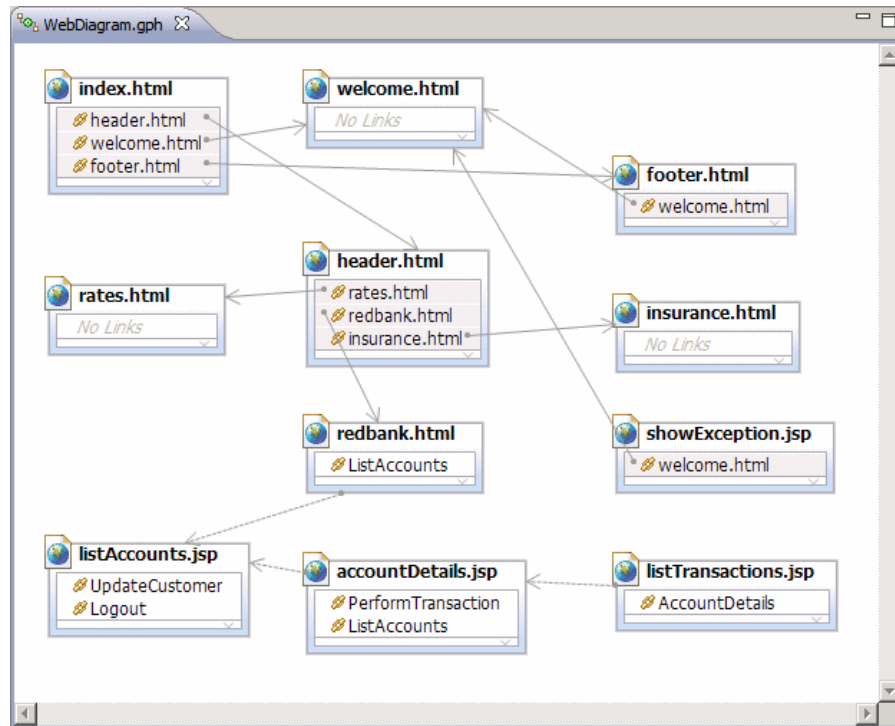 WebDiagram.gph
index.html
header.html
welcome.html
footer.html
welcome.html
No Links
footer.html
welcome.html
header.html
rates.html
redbank.html
insurance.html
rates.html
No Links
insurance.html
No Links
redbank.html
ListAccounts
showException.jsp
welcome.html
listAccounts.jsp
UpdateCustomer
Logout
accountDetails.jsp
PerformTransaction
ListAccounts
listTransactions.jsp
AccountDetails